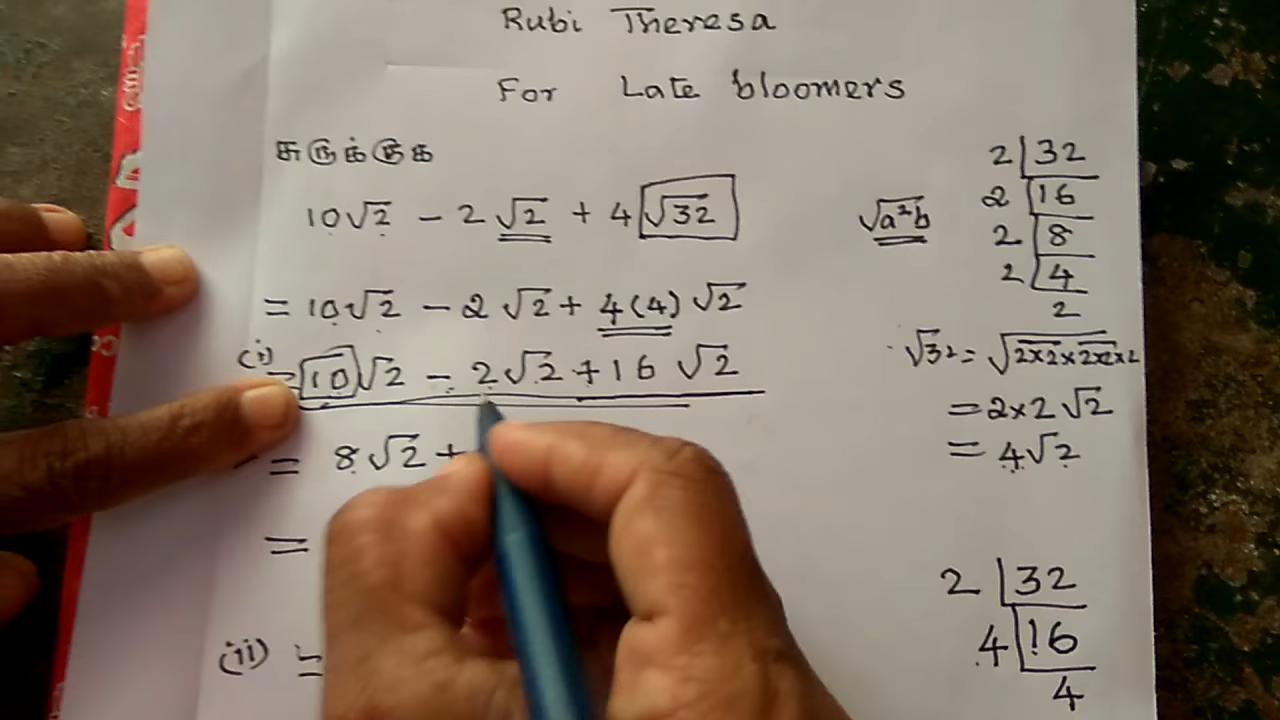 Rubi Theresa
For Late bloomers
சுருக்குக
10√2 - 2√2 + 4√32
= 10√2 - 2√2 + 4(4)√2
(i)
= 10√2 - 2√2 + 16√2
= 8√2 +
=
(ii) =
√a²b
2 32
2 16
2 8
2 4
2
√32 = √2×2×2×2×2
= 2×2√2
= 4√2
2 32
4 16
4